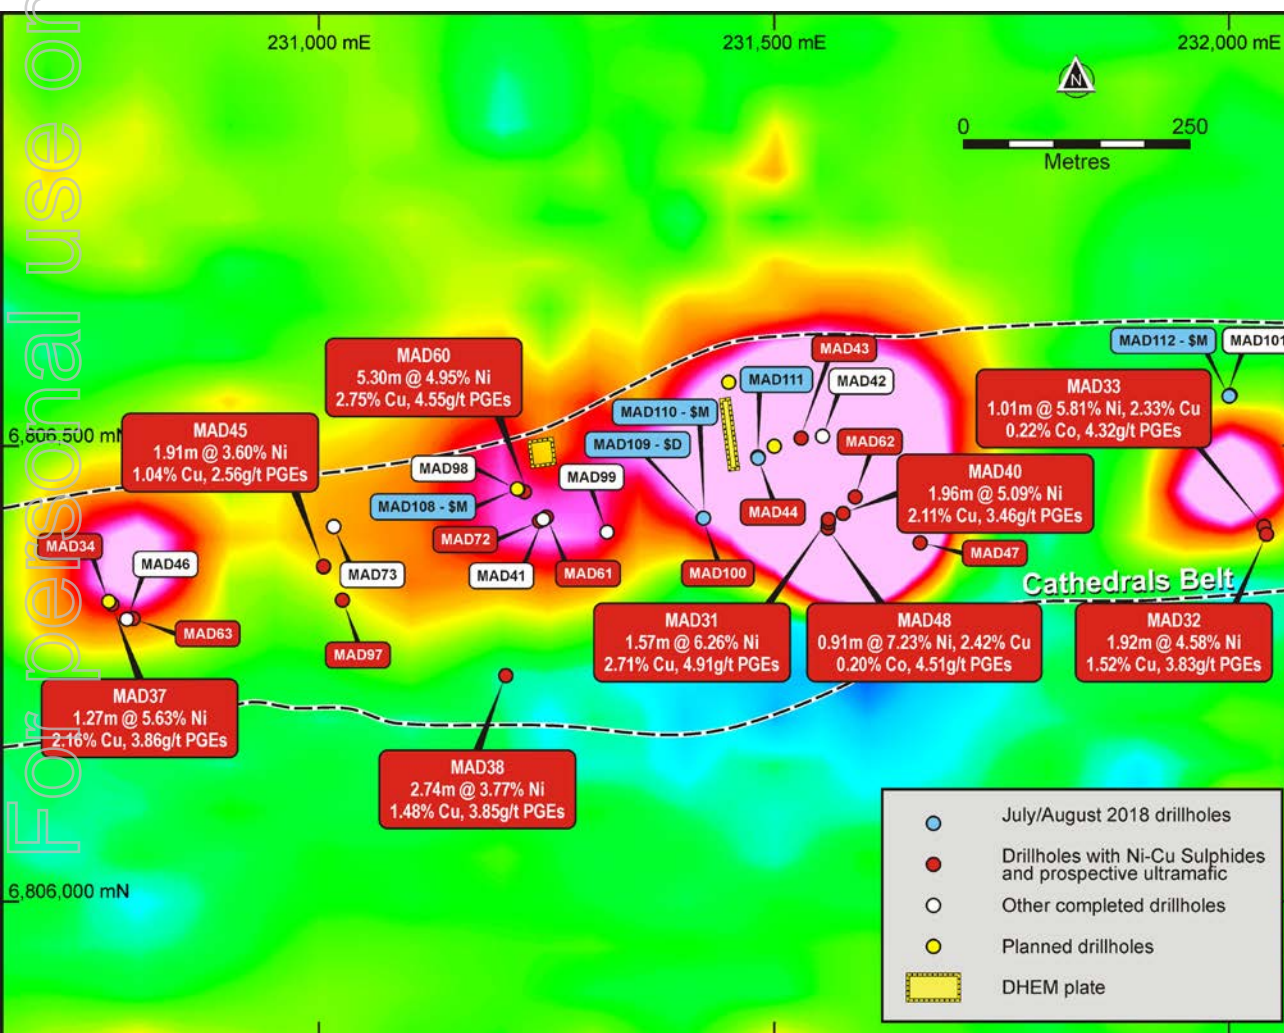 For personal use on
231,000 mE
231,500 mE
232,000 mE
N
0
250
Metres
6,806,500 mN
6,806,000 mN
MAD60
5.30m @ 4.95% Ni
2.75% Cu, 4.55g/t PGEs
MAD45
1.91m @ 3.60% Ni
1.04% Cu, 2.56g/t PGEs
MAD98
MAD108 - $M
MAD99
MAD72
MAD41
MAD61
MAD110 - $M
MAD109 - $D
MAD111
MAD43
MAD42
MAD62
MAD44
MAD100
MAD40
1.96m @ 5.09% Ni
2.11% Cu, 3.46g/t PGEs
MAD47
MAD112 - $M
MAD101
MAD33
1.01m @ 5.81% Ni, 2.33% Cu
0.22% Co, 4.32g/t PGEs
MAD34
MAD46
MAD73
MAD63
MAD97
Cathedrals Belt
MAD31
1.57m @ 6.26% Ni
2.71% Cu, 4.91g/t PGEs
MAD48
0.91m @ 7.23% Ni, 2.42% Cu
0.20% Co, 4.51g/t PGEs
MAD32
1.92m @ 4.58% Ni
1.52% Cu, 3.83g/t PGEs
MAD37
1.27m @ 5.63% Ni
2.16% Cu, 3.86g/t PGEs
MAD38
2.74m @ 3.77% Ni
1.48% Cu, 3.85g/t PGEs
July/August 2018 drillholes
Drillholes with Ni-Cu Sulphides
and prospective ultramafic
Other completed drillholes
Planned drillholes
DHEM plate